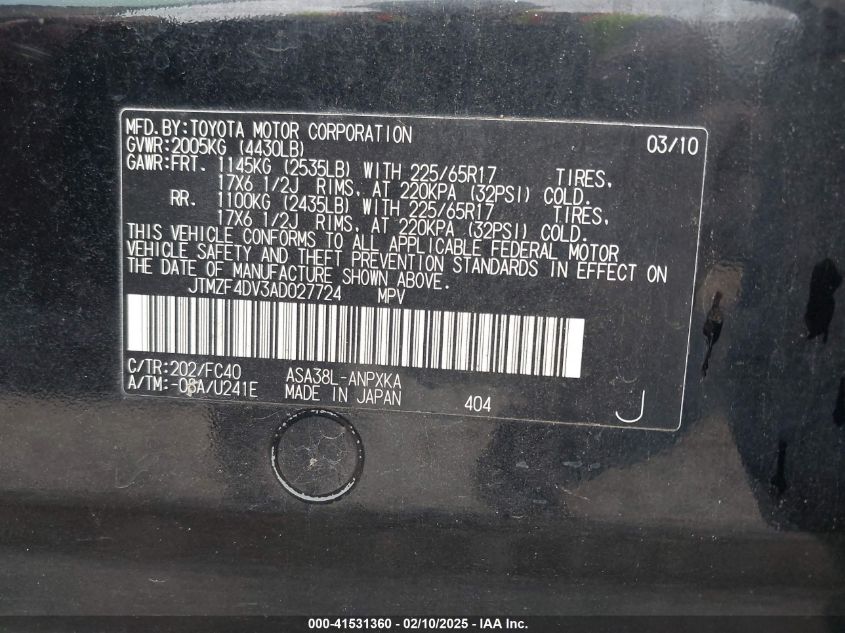 MFD.BY:TOYOTA MOTOR CORPORATION 03/10
GVWR:2005KG (4430LB)
GAWR:FRT. 1145KG (2535LB) WITH 225/65R17 TIRES,
17X6 1/2J RIMS, AT 220KPA (32PSI) COLD.
RR. 1100KG (2435LB) WITH 225/65R17 TIRES,
17X6 1/2J RIMS, AT 220KPA (32PSI) COLD.
THIS VEHICLE CONFORMS TO ALL APPLICABLE FEDERAL MOTOR
VEHICLE SAFETY AND THEFT PREVENTION STANDARDS IN EFFECT ON
THE DATE OF MANUFACTURE SHOWN ABOVE.
JTMZF4DV3AD027724 MPV
C/TR:202/FC40 ASA38L-ANPXKA
A/TM:-08A/U241E MADE IN JAPAN 404 J
000-41531360 - 02/10/2025 - IAA Inc.